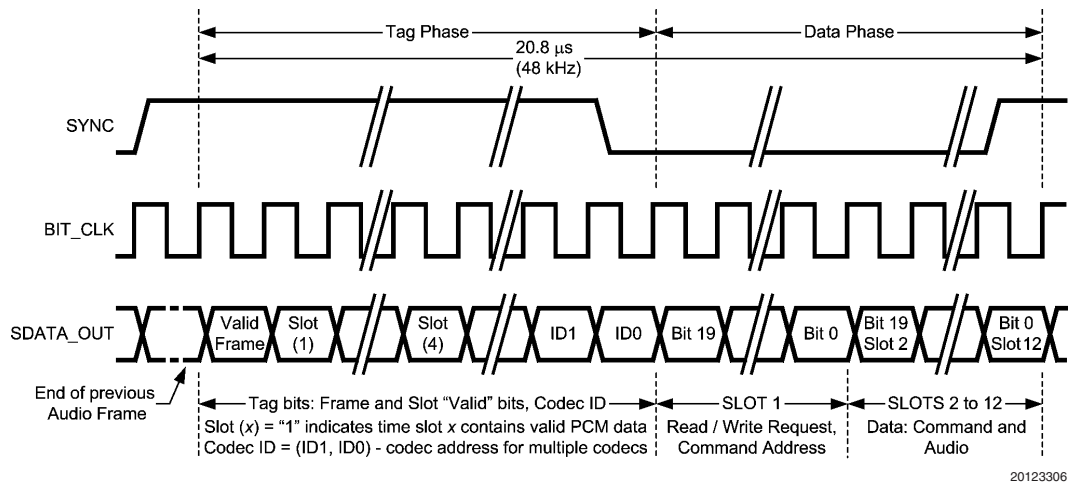 Tag Phase
Data Phase
20.8 μs
(48 kHz)
SYNC
BIT_CLK
SDATA_OUT
Valid
Frame
Slot
(1)
Slot
(4)
ID1
ID0
Bit 19
Bit 0
Bit 19
Slot 2
Bit 0
Slot12
End of previous
Audio Frame
Tag bits: Frame and Slot “Valid” bits, Codec ID
SLOT 1
SLOTS 2 to 12
Slot (x) = “1” indicates time slot x contains valid PCM data
Codec ID = (ID1, ID0) - codec address for multiple codecs
Read / Write Request,
Command Address
Data: Command and
Audio
20123306